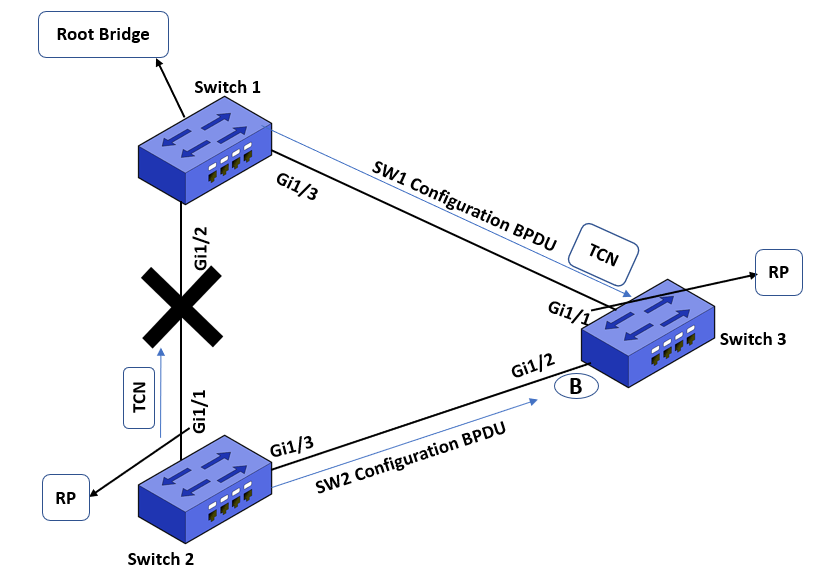 Root Bridge
Switch 1
SW1 Configuration BPDU
Gi1/3
TCN
RP
Gi1/2
Gi1/1
Switch 3
Gi1/2
B
TCN
Gi1/1
Gi1/3
SW2 Configuration BPDU
RP
Switch 2